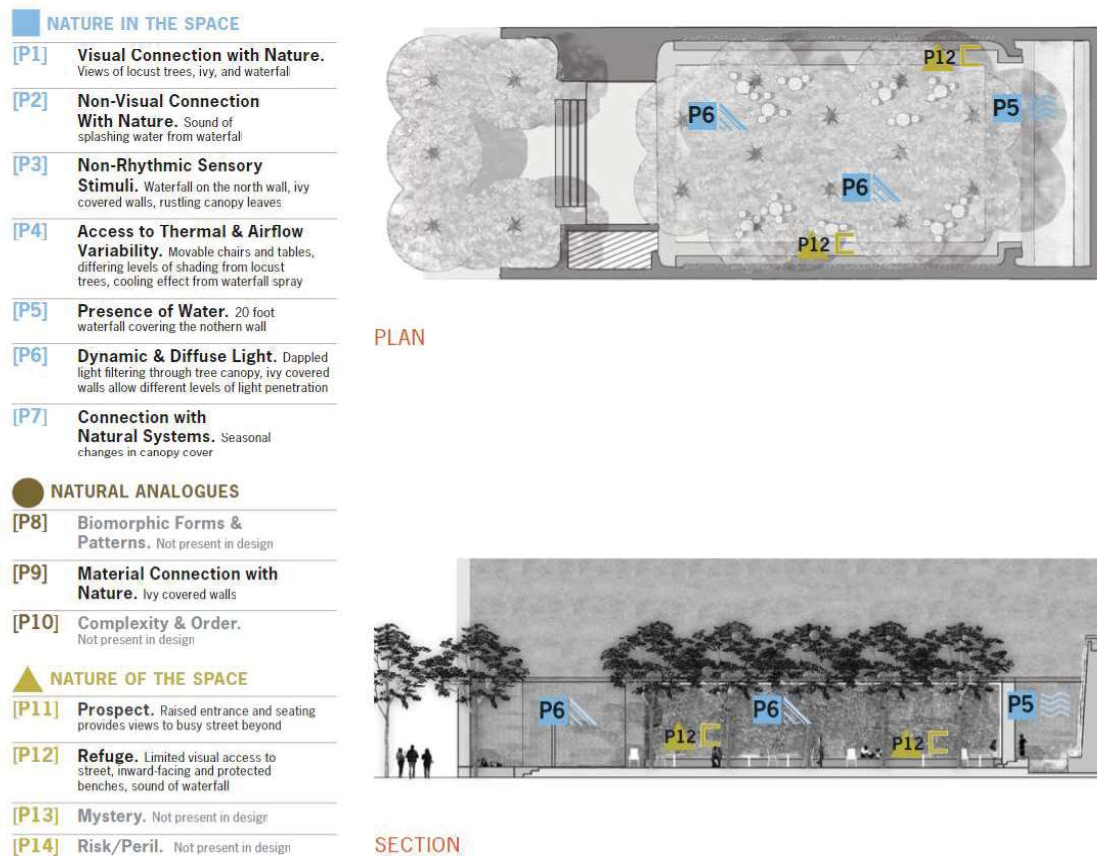 NATURE IN THE SPACE
[P1] Visual Connection with Nature.
Views of locust trees, ivy, and waterfall
[P2] Non-Visual Connection
With Nature. Sound of
splashing water from waterfall
[P3] Non-Rhythmic Sensory
Stimuli. Waterfall on the north wall, ivy
covered walls, rustling canopy leaves
[P4] Access to Thermal & Airflow
Variability. Movable chairs and tables,
differing levels of shading from locust
trees, cooling effect from waterfall spray
[P5] Presence of Water. 20 foot
waterfall covering the nothern wall
[P6] Dynamic & Diffuse Light. Dappled
light filtering through tree canopy, ivy covered
walls allow different levels of light penetration
[P7] Connection with
Natural Systems. Seasonal
changes in canopy cover
NATURAL ANALOGUES
[P8] Biomorphic Forms &
Patterns. Not present in design
[P9] Material Connection with
Nature. Ivy covered walls
[P10] Complexity & Order.
Not present in design
NATURE OF THE SPACE
[P11] Prospect. Raised entrance and seating
provides views to busy street beyond
[P12] Refuge. Limited visual access to
street, inward-facing and protected
benches, sound of waterfall
[P13] Mystery. Not present in design
[P14] Risk/Peril. Not present in design
P12
P6
P5
P6
P12
PLAN
P6
P6
P5
P12
P12
SECTION